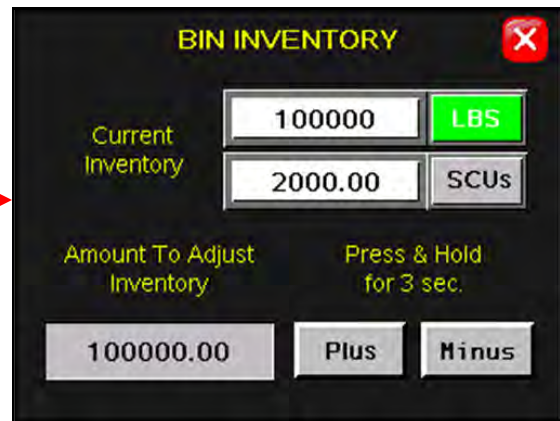 BIN INVENTORY
Current
Inventory
100000 LBS
2000.00 SCUs
Amount To Adjust
Inventory
Press & Hold
for 3 sec.
100000.00 Plus Minus